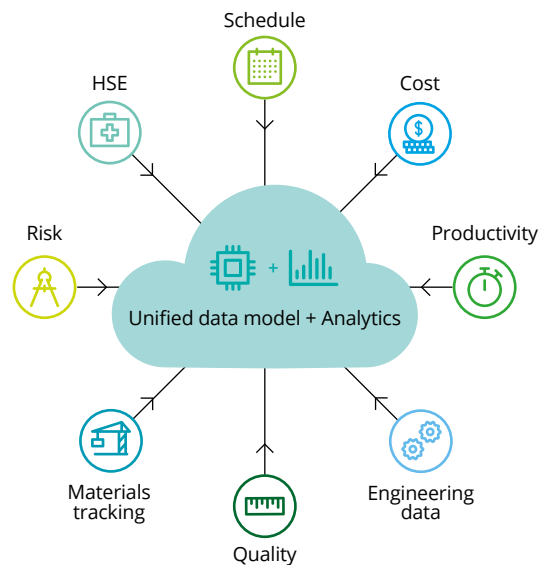 Schedule
HSE
Cost
Risk
Productivity
$
+
Unified data model + Analytics
Materials
tracking
Engineering
data
Quality